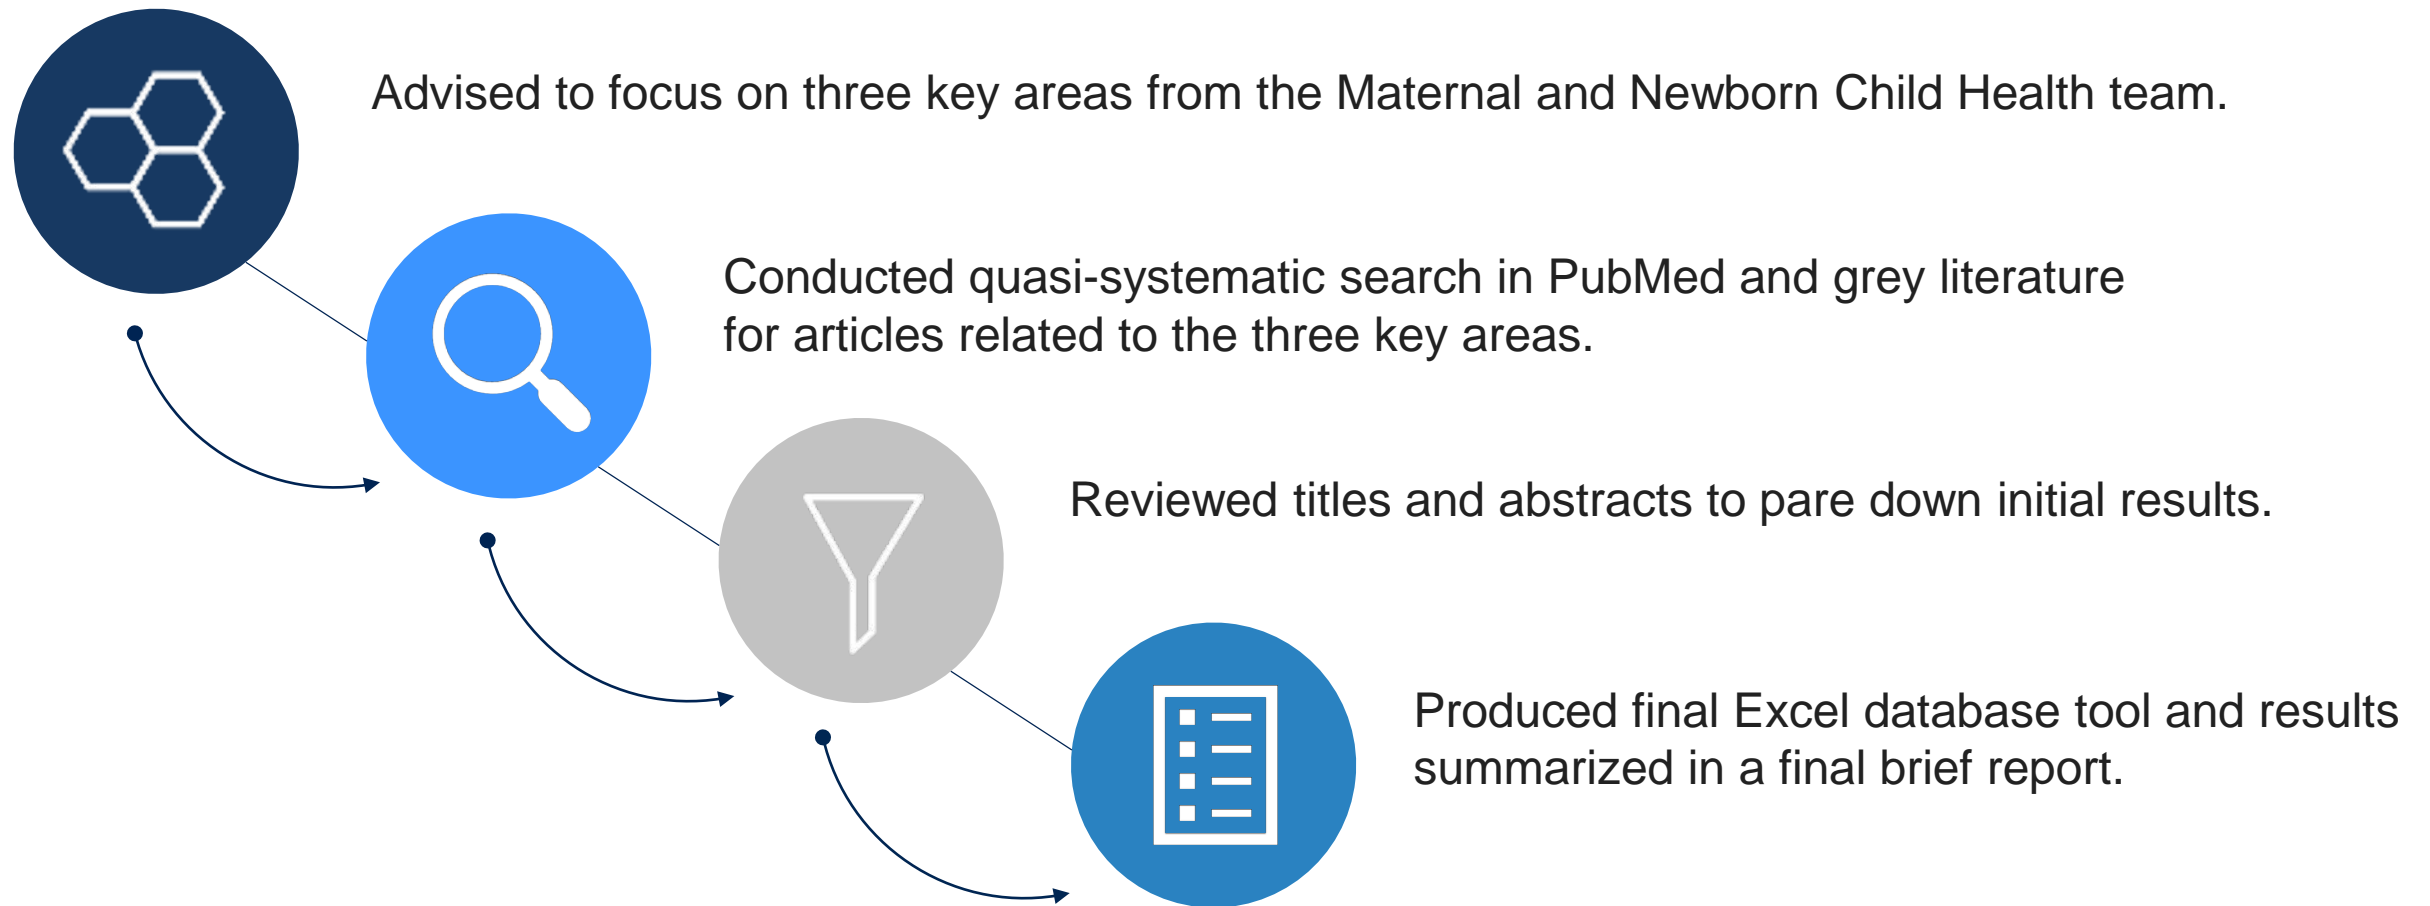 Advised to focus on three key areas from the Maternal and Newborn Child Health team.
Conducted quasi-systematic search in PubMed and grey literature
for articles related to the three key areas.
Reviewed titles and abstracts to pare down initial results.
Produced final Excel database tool and results
summarized in a final brief report.